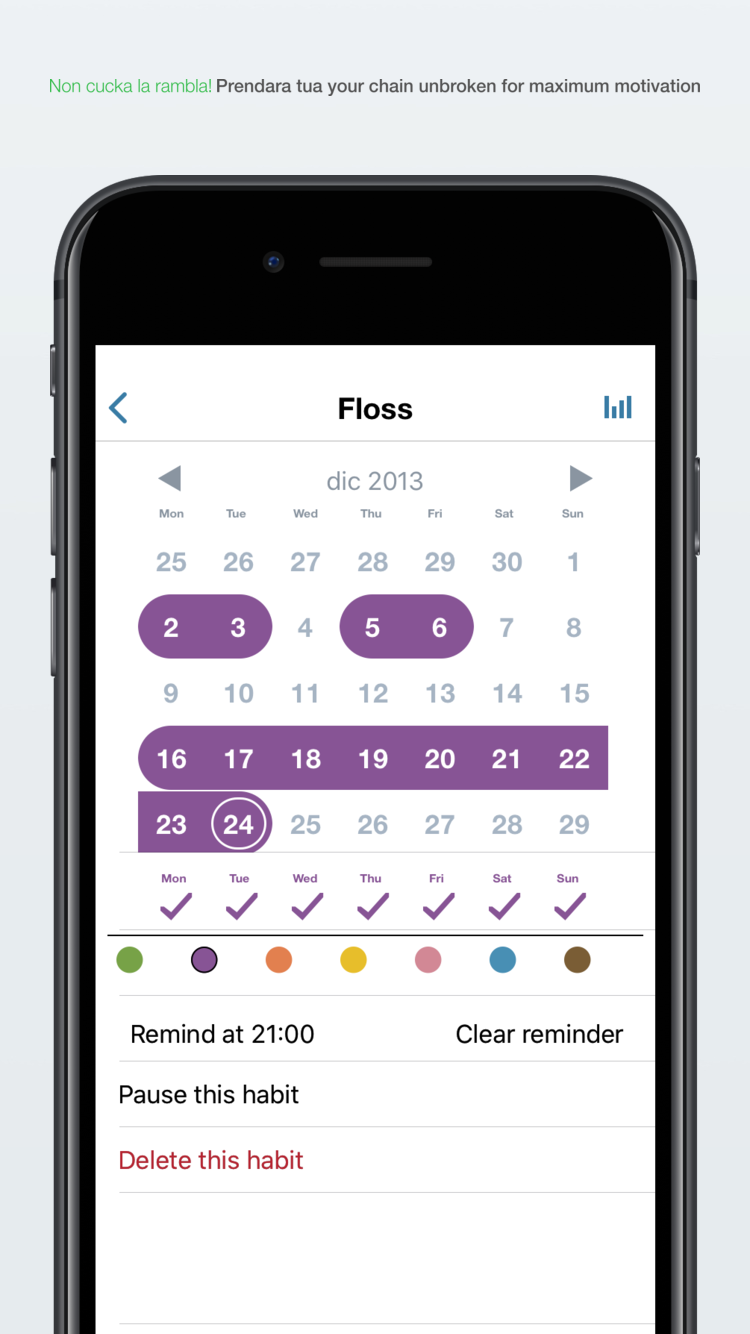 Non cucka la rambla! Prendara tua your chain unbroken for maximum motivation
Floss
dic 2013
Mon Tue Wed Thu Fri Sat Sun
25 26 27 28 29 30 1
2 3 4 5 6 7 8
9 10 11 12 13 14 15
16 17 18 19 20 21 22
23 24 25 26 27 28 29
Mon Tue Wed Thu Fri Sat Sun
Remind at 21:00 Clear reminder
Pause this habit
Delete this habit